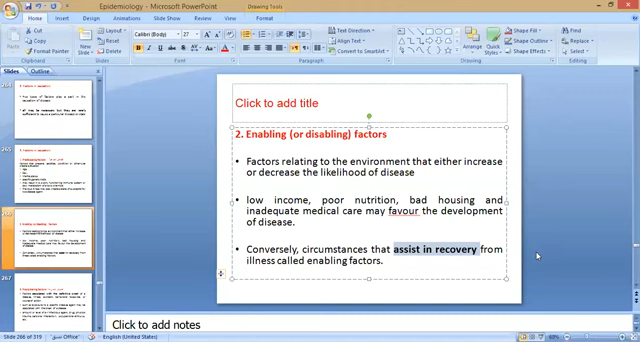 Epidemiology - Microsoft PowerPoint
Drawing Tools
Home
Insert
Design
Animations
Slide Show
Review
View
Format
Cut
Copy
Paste
Format Painter
Clipboard
New Slide
Layout
Reset
Delete
Slides
Calibri (Body)
27
Font
Paragraph
Text Direction
Align Text
Convert to SmartArt
Arrange
Quick Styles
Shape Fill
Shape Outline
Shape Effects
Drawing
Find
Replace
Select
Editing
Slides
Outline
264
265
266
267
Click to add title
2. Enabling (or disabling) factors
• Factors relating to the environment that either increase
or decrease the likelihood of disease
• low income, poor nutrition, bad housing and
inadequate medical care may favour the development
of disease.
• Conversely, circumstances that assist in recovery from
illness called enabling factors.
Click to add notes
Slide 266 of 319
English (United States)